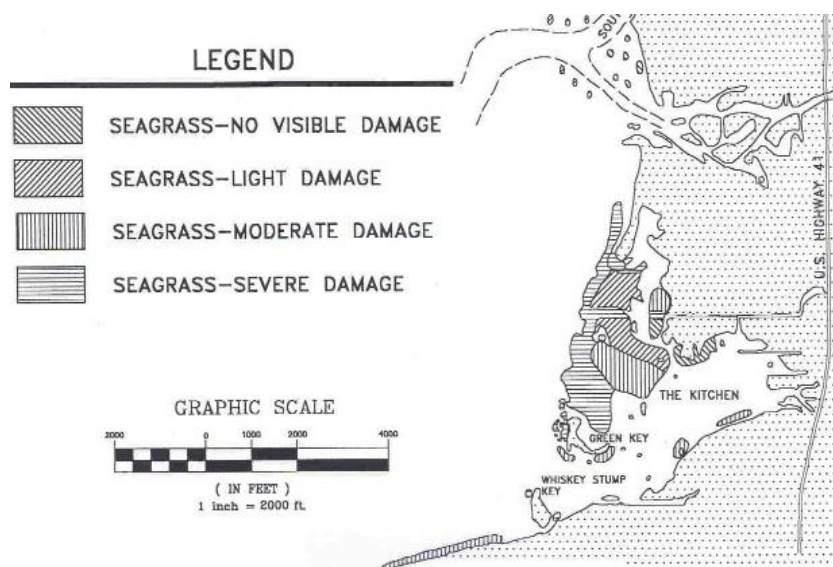 LEGEND
SEAGRASS-NO VISIBLE DAMAGE
SEAGRASS-LIGHT DAMAGE
SEAGRASS-MODERATE DAMAGE
SEAGRASS-SEVERE DAMAGE
GRAPHIC SCALE
2000 0 1000 2000 4000
( IN FEET )
1 inch = 2000 ft.
SOU
U.S. HIGHWAY 41
THE KITCHEN
GREEN KEY
WHISKEY STUMP
KEY